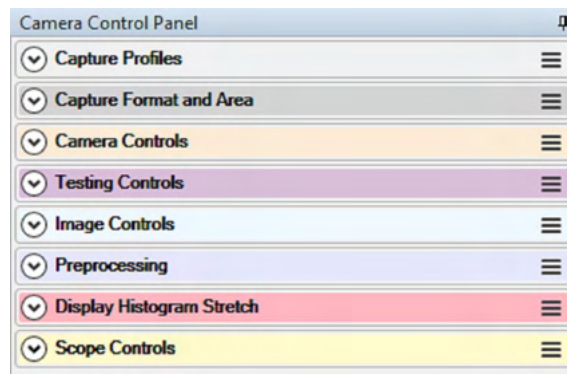 Camera Control Panel
Capture Profiles
Capture Format and Area
Camera Controls
Testing Controls
Image Controls
Preprocessing
Display Histogram Stretch
Scope Controls